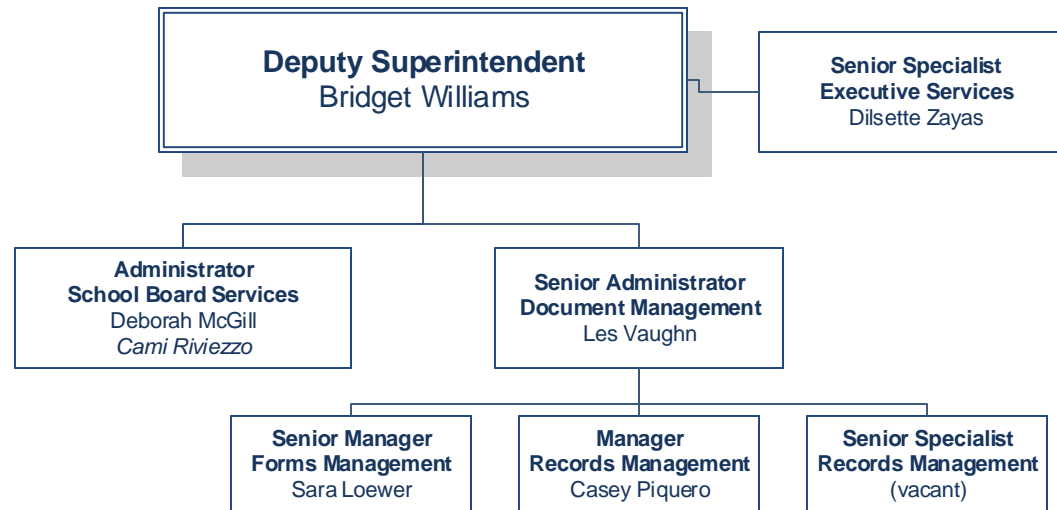 Deputy Superintendent
Bridget Williams
Senior Specialist
Executive Services
Dilsette Zayas
Administrator
School Board Services
Deborah McGill
Cami Riviezzo
Senior Administrator
Document Management
Les Vaughn
Senior Manager
Forms Management
Sara Loewer
Manager
Records Management
Casey Piquero
Senior Specialist
Records Management
(vacant)